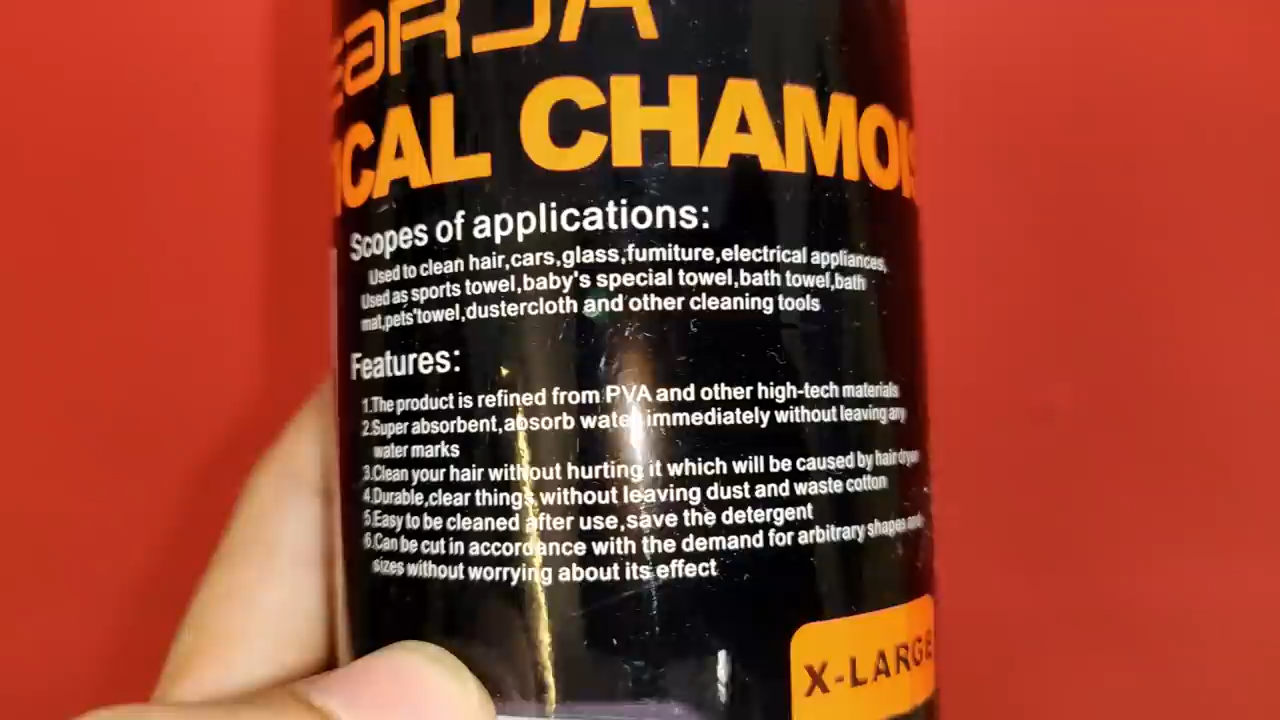 ARJA
ICAL CHAMOIS
Scopes of applications:
Used to clean hair,cars,glass,fumiture,electrical appliances,
Used as sports towel,baby's special towel,bath towel,bath
mat,pets'towel,dustercloth and other cleaning tools
Features:
1.The product is refined from PVA and other high-tech materials
2.Super absorbent,absorb water immediately without leaving any
water marks
3.Clean your hair without hurting it which will be caused by hair dryer
4.Durable,clear things without leaving dust and waste cotton
5.Easy to be cleaned after use,save the detergent
6.Can be cut in accordance with the demand for arbitrary shapes and
sizes without worrying about its effect
X-LARGE